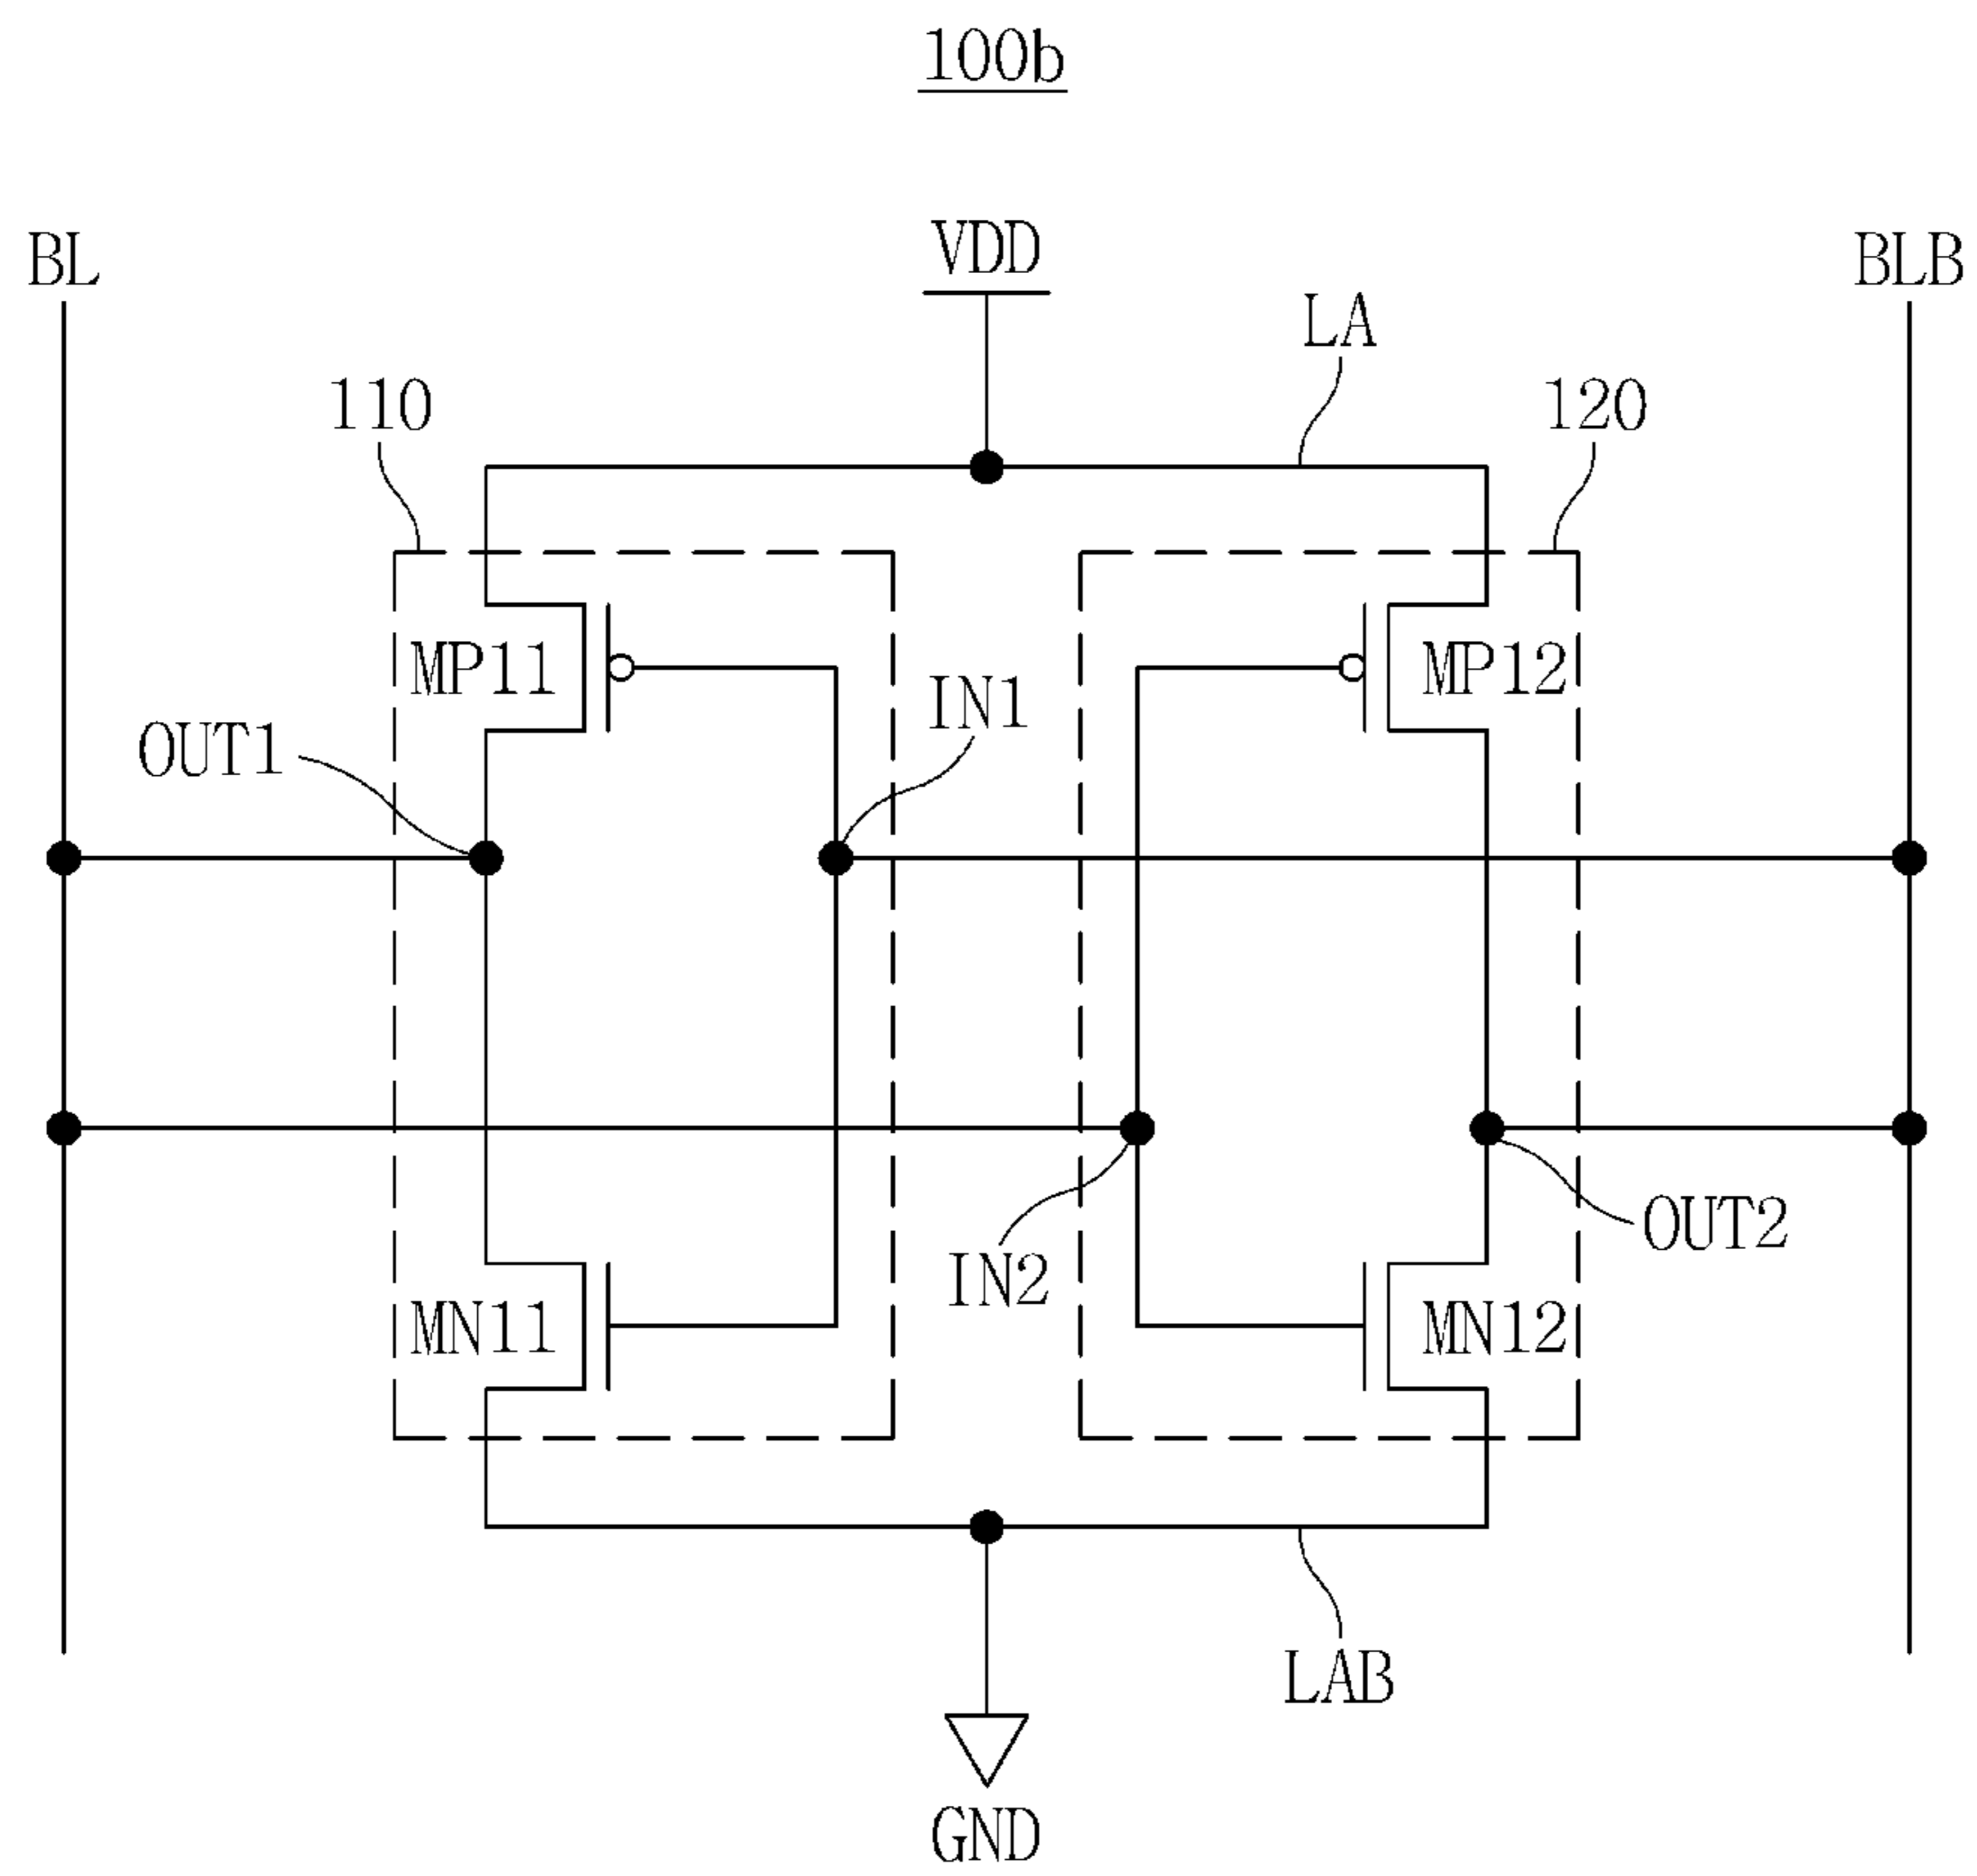 100b
VDD
BL
BLB
LA
110
120
MP11
MP12
IN1
OUT1
OUT2
IN2
MN11
MN12
LAB
GND